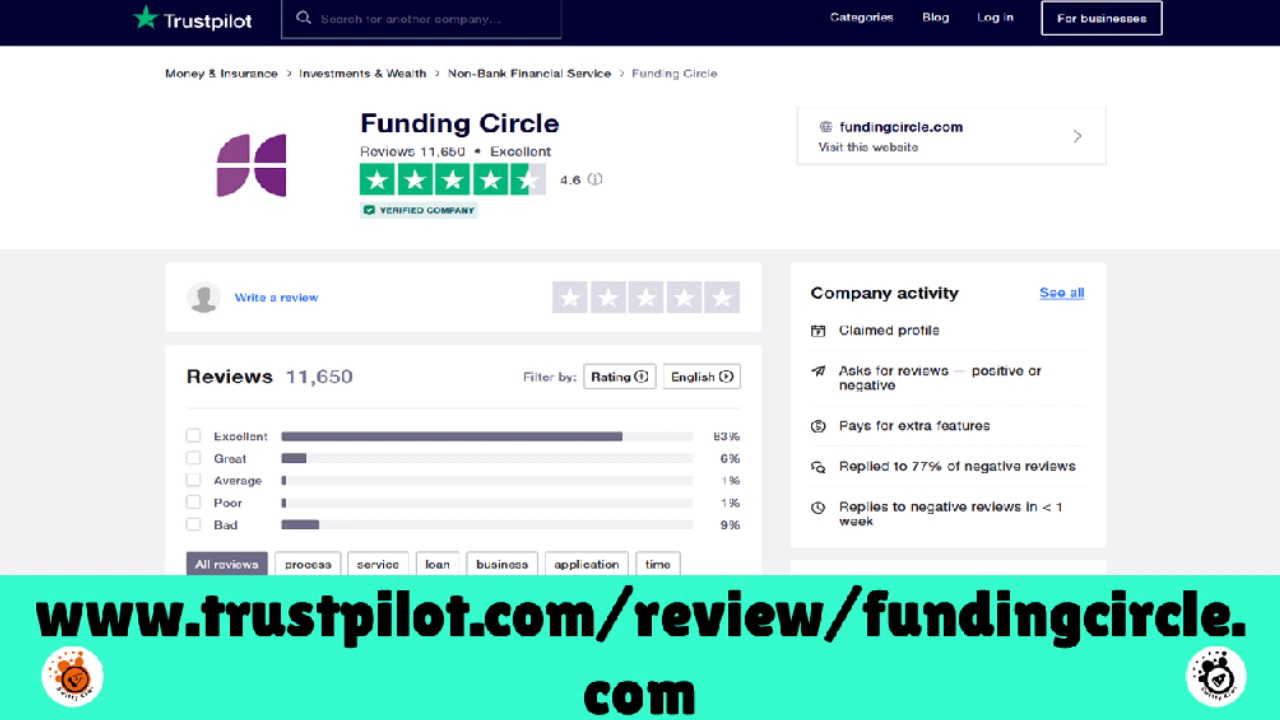 Trustpilot
Search for another company...
Categories
Blog
Log in
For businesses
Money & Insurance > Investments & Wealth > Non-Bank Financial Service > Funding Circle
Funding Circle
Reviews 11,650 • Excellent
4.6
VERIFIED COMPANY
fundingcircle.com
Visit this website
Write a review
Company activity
See all
Claimed profile
Asks for reviews — positive or
negative
Pays for extra features
Replied to 77% of negative reviews
Replies to negative reviews in < 1
week
Reviews 11,650
Filter by:
Rating
English
Excellent 83%
Great 6%
Average 1%
Poor 1%
Bad 9%
All reviews
process
service
loan
business
application
time
www.trustpilot.com/review/fundingcircle.
com